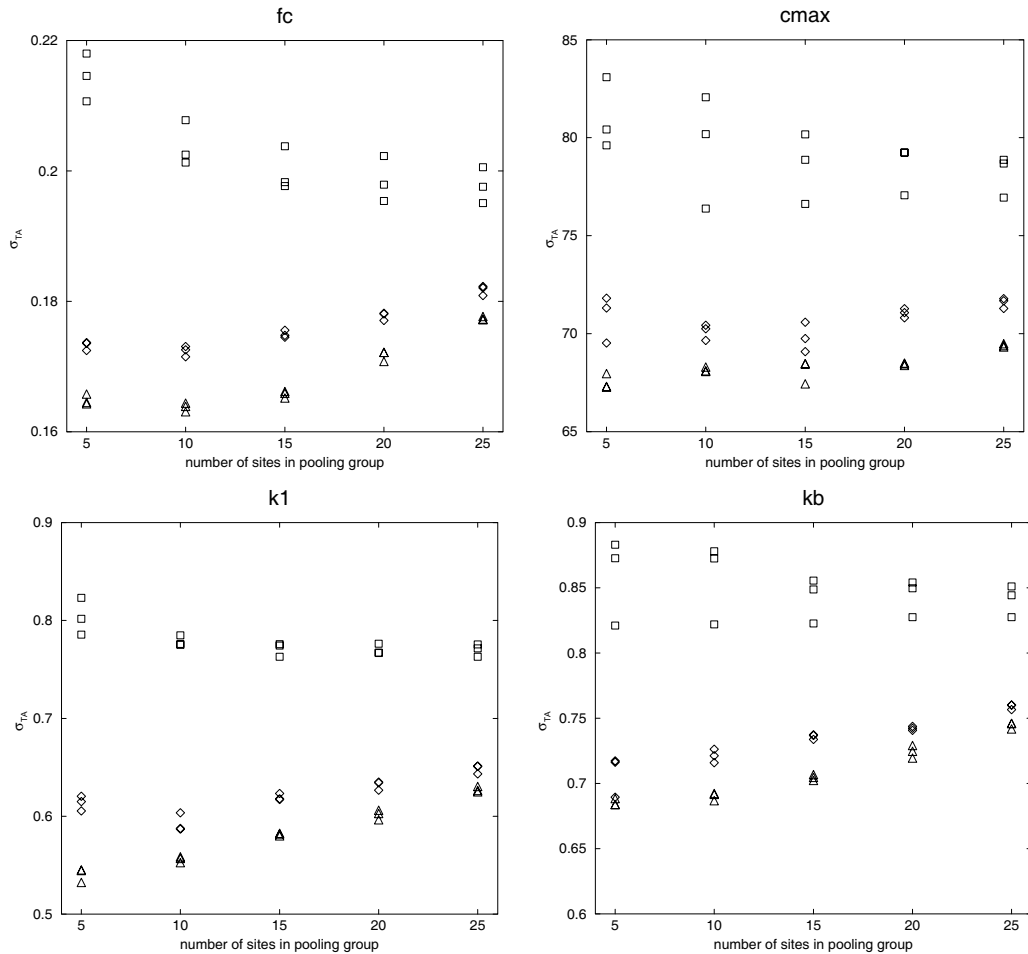 fc
0.22
0.2
0.18
0.16
σTA
5 10 15 20 25
number of sites in pooling group
cmax
85
80
75
70
65
σTA
5 10 15 20 25
number of sites in pooling group
k1
0.9
0.8
0.7
0.6
0.5
σTA
5 10 15 20 25
number of sites in pooling group
kb
0.9
0.85
0.8
0.75
0.7
0.65
0.6
σTA
5 10 15 20 25
number of sites in pooling group